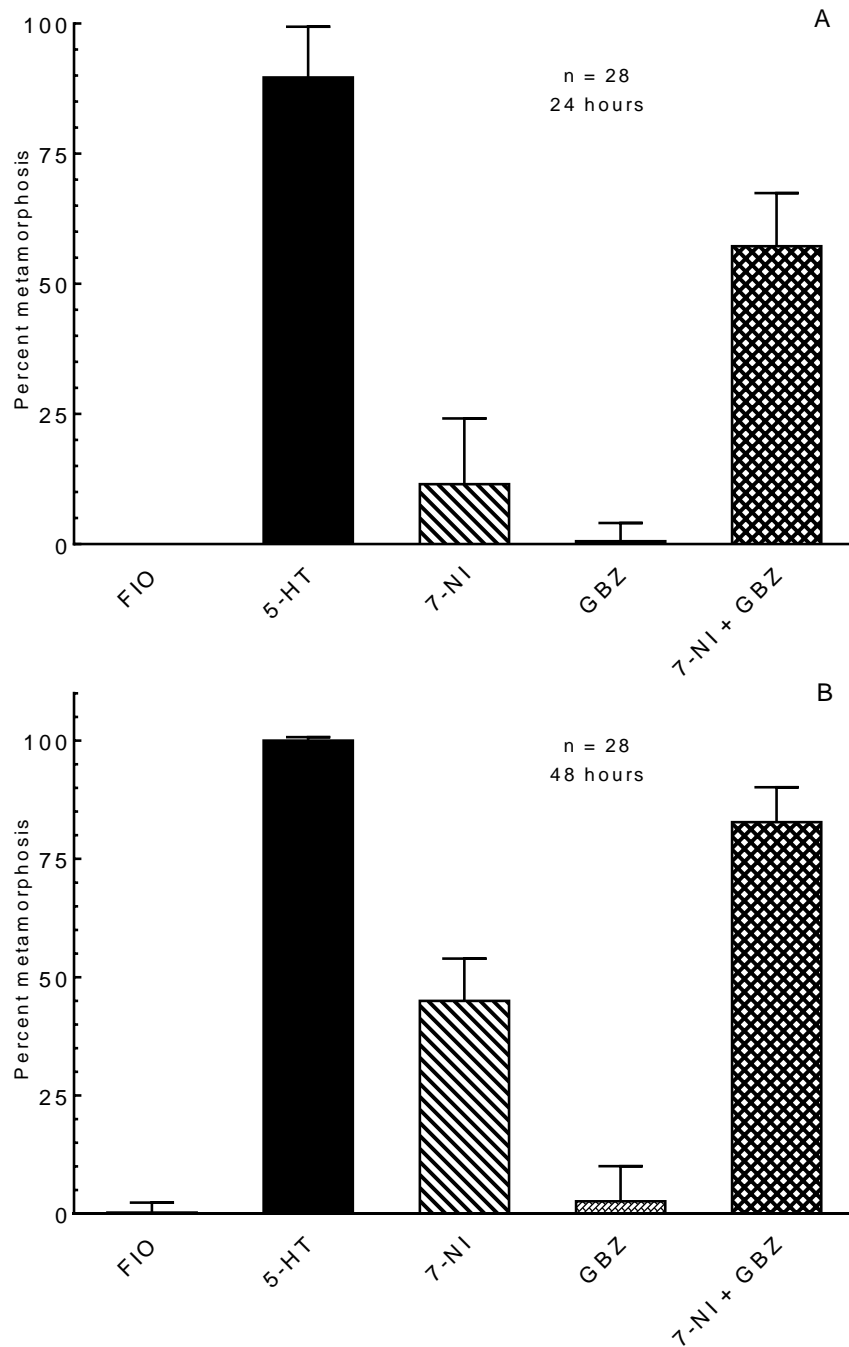 A
n = 28
24 hours
Percent metamorphosis
100
75
50
25
0
FIO
5-HT
7-NI
GBZ
7-NI + GBZ
B
n = 28
48 hours
Percent metamorphosis
100
75
50
25
0
FIO
5-HT
7-NI
GBZ
7-NI + GBZ